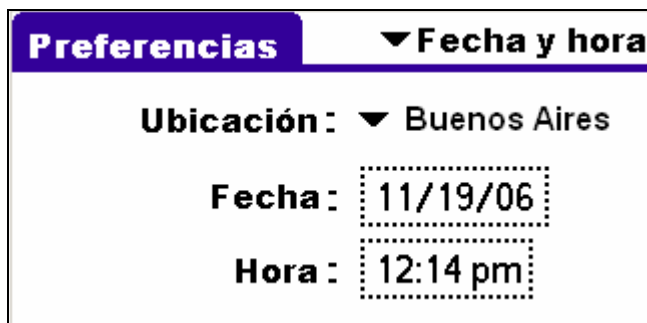 Preferencias ▼Fecha y hora
Ubicación: ▼ Buenos Aires
Fecha: 11/19/06
Hora: 12:14 pm